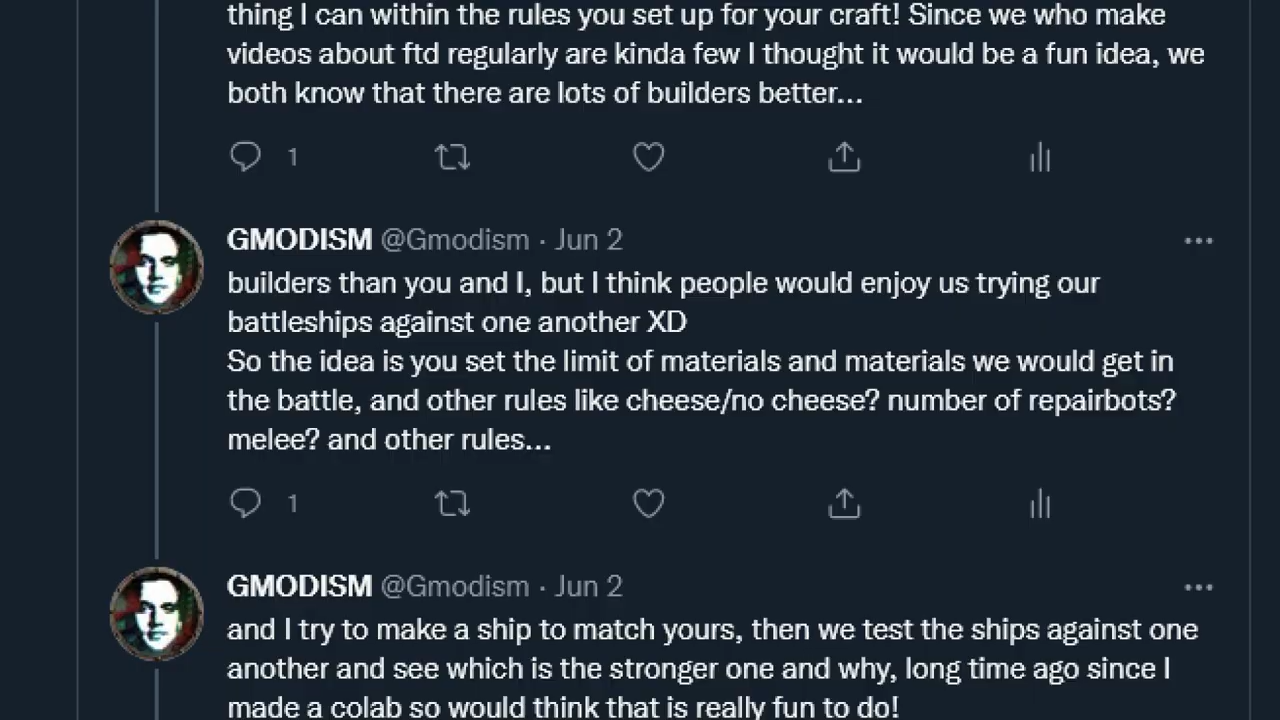 thing I can within the rules you set up for your craft! Since we who make
videos about ftd regularly are kinda few I thought it would be a fun idea, we
both know that there are lots of builders better...
1
GMODISM @Gmodism · Jun 2
builders than you and I, but I think people would enjoy us trying our
battleships against one another XD
So the idea is you set the limit of materials and materials we would get in
the battle, and other rules like cheese/no cheese? number of repairbots?
melee? and other rules...
1
GMODISM @Gmodism · Jun 2
and I try to make a ship to match yours, then we test the ships against one
another and see which is the stronger one and why, long time ago since I
made a colab so would think that is really fun to do!